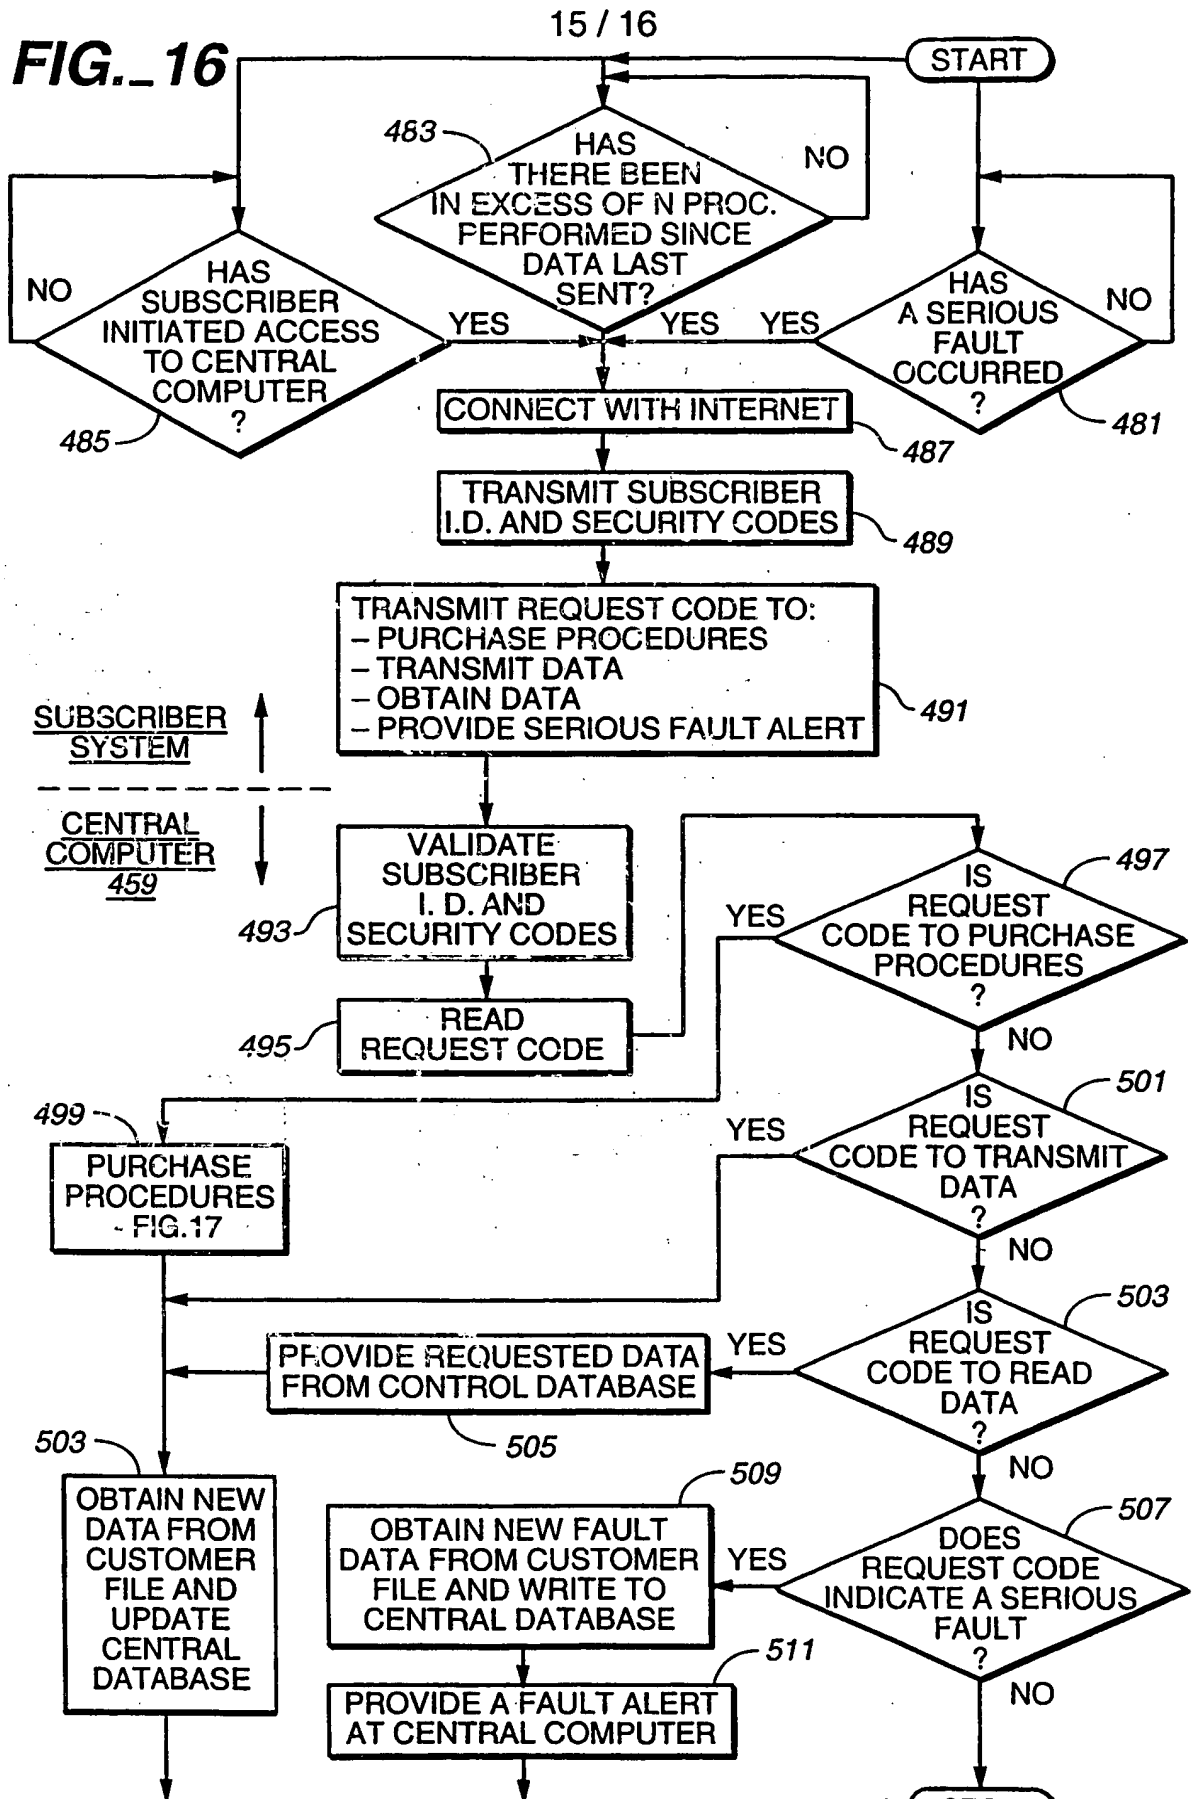 15 / 16
FIG._16
START
483
HAS
THERE BEEN
IN EXCESS OF N PROC.
PERFORMED SINCE
DATA LAST
SENT?
NO
HAS
SUBSCRIBER
INITIATED ACCESS
TO CENTRAL
COMPUTER
?
NO
485
YES
YES
YES
HAS
A SERIOUS
FAULT
OCCURRED
?
NO
481
CONNECT WITH INTERNET
487
TRANSMIT SUBSCRIBER
I.D. AND SECURITY CODES
489
TRANSMIT REQUEST CODE TO:
– PURCHASE PROCEDURES
– TRANSMIT DATA
– OBTAIN DATA
– PROVIDE SERIOUS FAULT ALERT
491
SUBSCRIBER
SYSTEM
CENTRAL
COMPUTER
459
VALIDATE
SUBSCRIBER
I. D. AND
SECURITY CODES
493
READ
REQUEST CODE
495
IS
REQUEST
CODE TO PURCHASE
PROCEDURES
?
497
YES
NO
499
PURCHASE
PROCEDURES
- FIG.17
IS
REQUEST
CODE TO TRANSMIT
DATA
?
501
YES
NO
IS
REQUEST
CODE TO READ
DATA
?
503
YES
NO
PROVIDE REQUESTED DATA
FROM CONTROL DATABASE
505
503
OBTAIN NEW
DATA FROM
CUSTOMER
FILE AND
UPDATE
CENTRAL
DATABASE
509
OBTAIN NEW FAULT
DATA FROM CUSTOMER
FILE AND WRITE TO
CENTRAL DATABASE
YES
DOES
REQUEST CODE
INDICATE A SERIOUS
FAULT
?
507
NO
511
PROVIDE A FAULT ALERT
AT CENTRAL COMPUTER